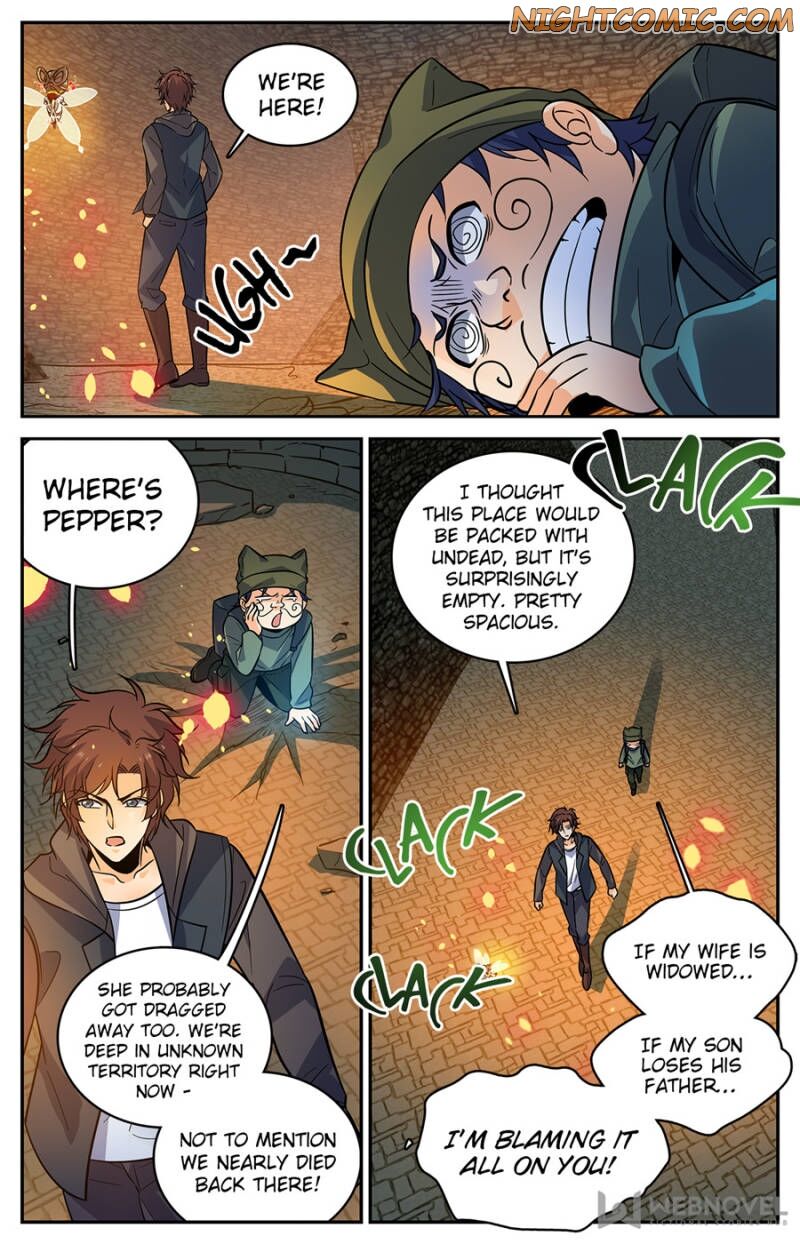 NIGHTCOMIC.COM
WE'RE
HERE!
UGH~
WHERE'S
PEPPER?
SHE PROBABLY
GOT DRAGGED
AWAY TOO. WE'RE
DEEP IN UNKNOWN
TERRITORY RIGHT
NOW -
NOT TO MENTION
WE NEARLY DIED
BACK THERE!
CLACK
I THOUGHT
THIS PLACE WOULD
BE PACKED WITH
UNDEAD, BUT IT'S
SURPRISINGLY
EMPTY. PRETTY
SPACIOUS.
CLACK
CLACK
IF MY WIFE IS
WIDOWED...
IF MY SON
LOSES HIS
FATHER...
I'M BLAMING IT
ALL ON YOU!
WEBNOVEL